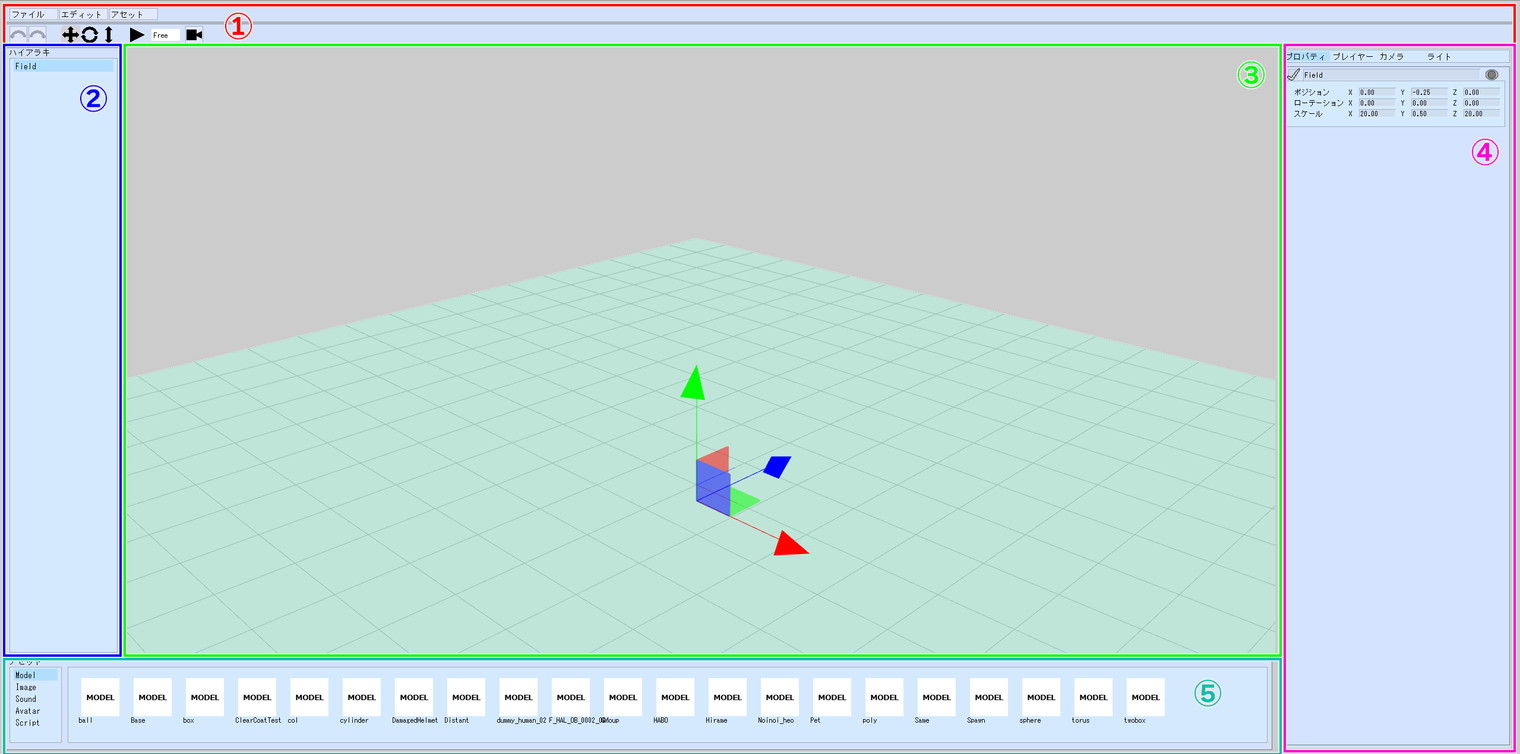 ファイル エディット アセット
Free
①
ハイアラキ
Field
②
③
プロパティ プレイヤー カメラ ライト
Field
ポジション X 0.00 Y -0.25 Z 0.00
ローテーション X 0.00 Y 0.00 Z 0.00
スケール X 20.00 Y 0.50 Z 20.00
④
Model
Image
Sound
Avatar
Script
MODEL MODEL MODEL MODEL MODEL MODEL MODEL MODEL MODEL MODEL MODEL MODEL MODEL MODEL MODEL MODEL MODEL MODEL MODEL MODEL MODEL
ball Base box ClearCoatTest col cylinder DamagedHelmet Distant dummy_human_02 F_HAL_OB_0002_ Group HABO Hirame Noinoi_heo Pet poly Same Spawn sphere torus twobox
⑤